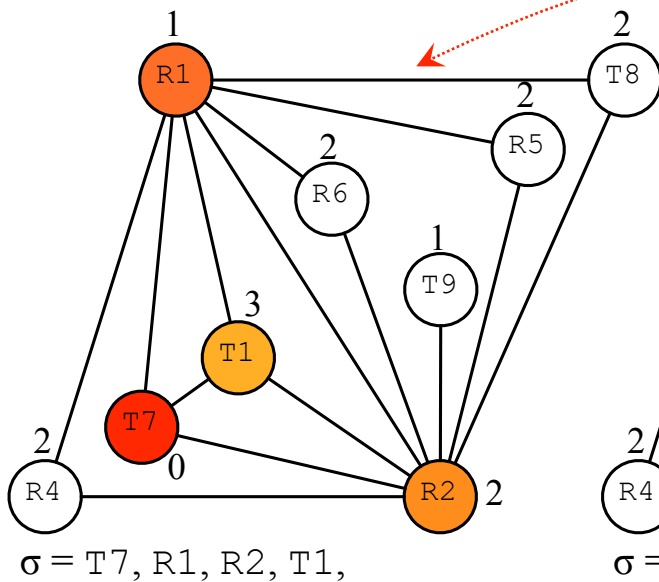 1
2
R1
T8
2
R5
2
R6
1
T9
3
T1
T7
0
2
R4
R2
2
2
R4
σ = T7, R1, R2, T1,
σ =